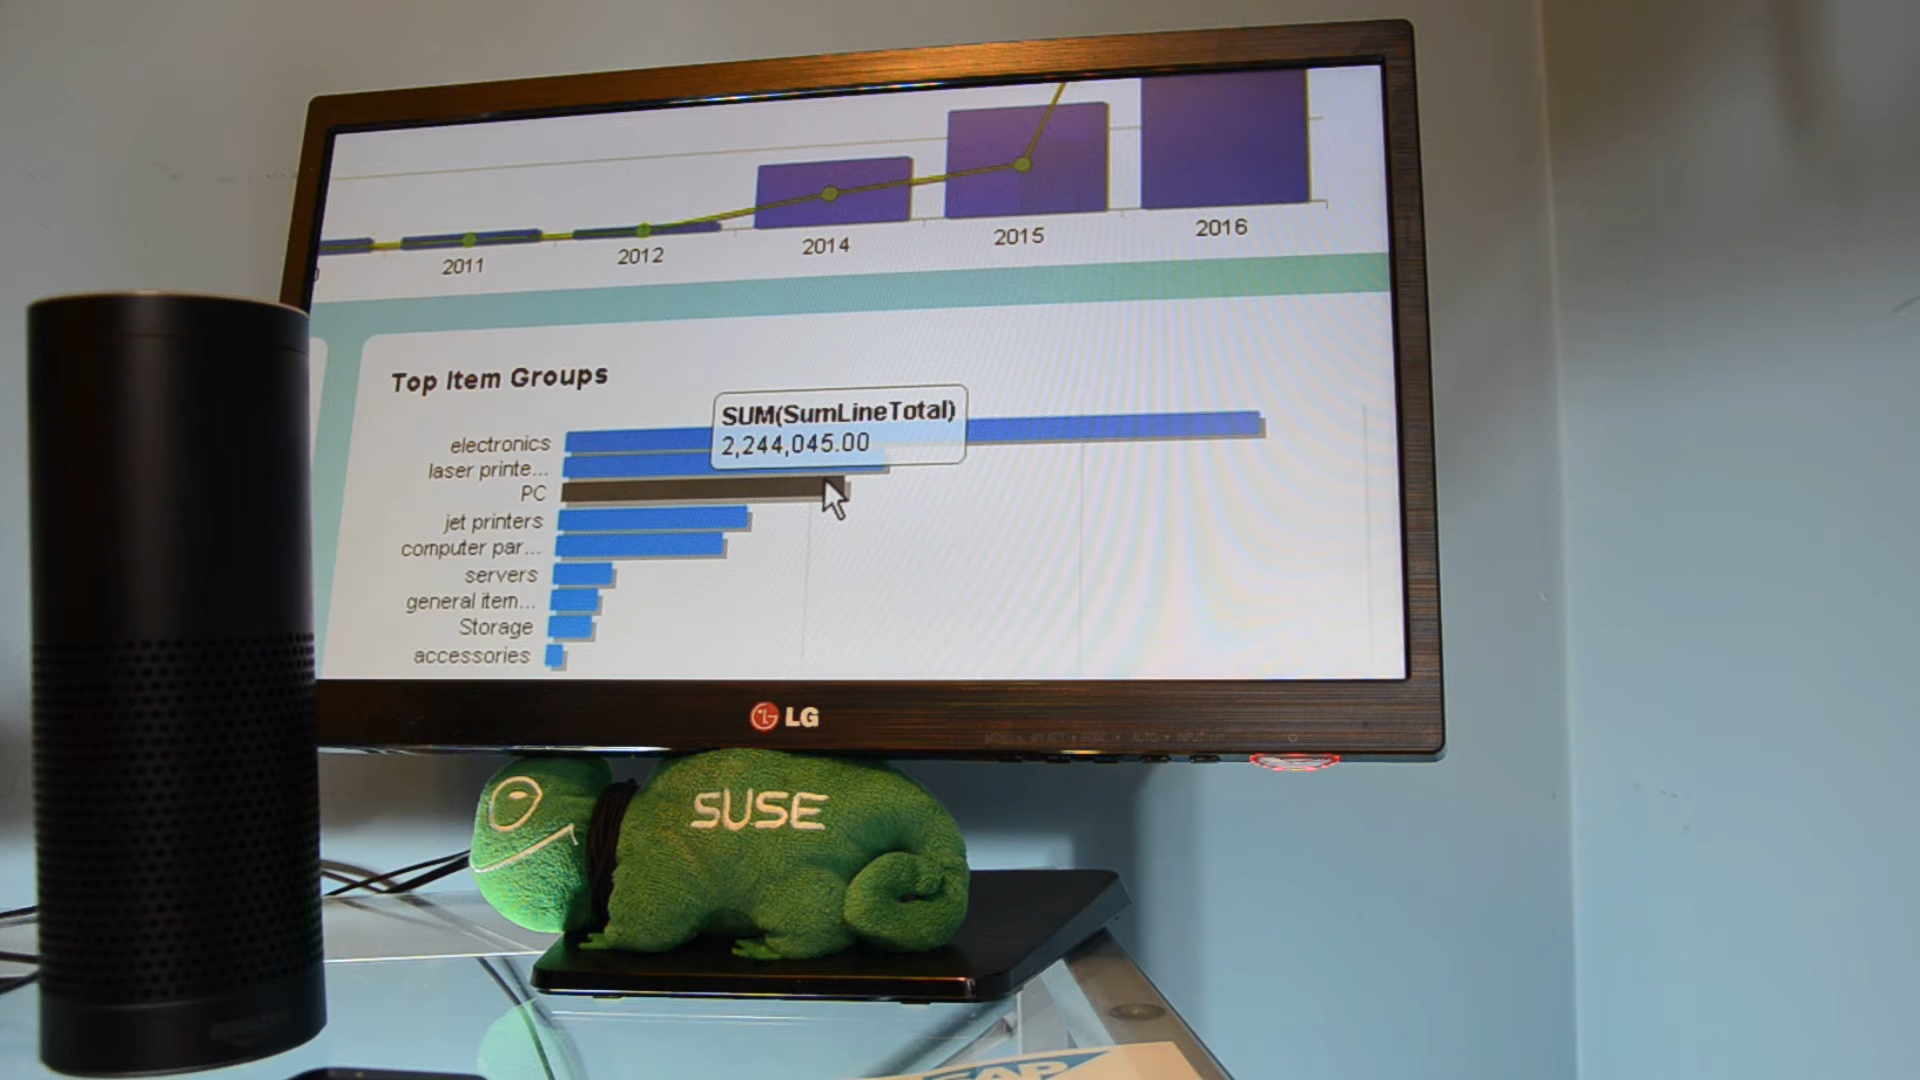 2011
2012
2014
2015
2016
Top Item Groups
SUM(SumLineTotal)
2,244,045.00
electronics
laser printe...
PC
jet printers
computer par...
servers
general item...
Storage
accessories
LG
SUSE